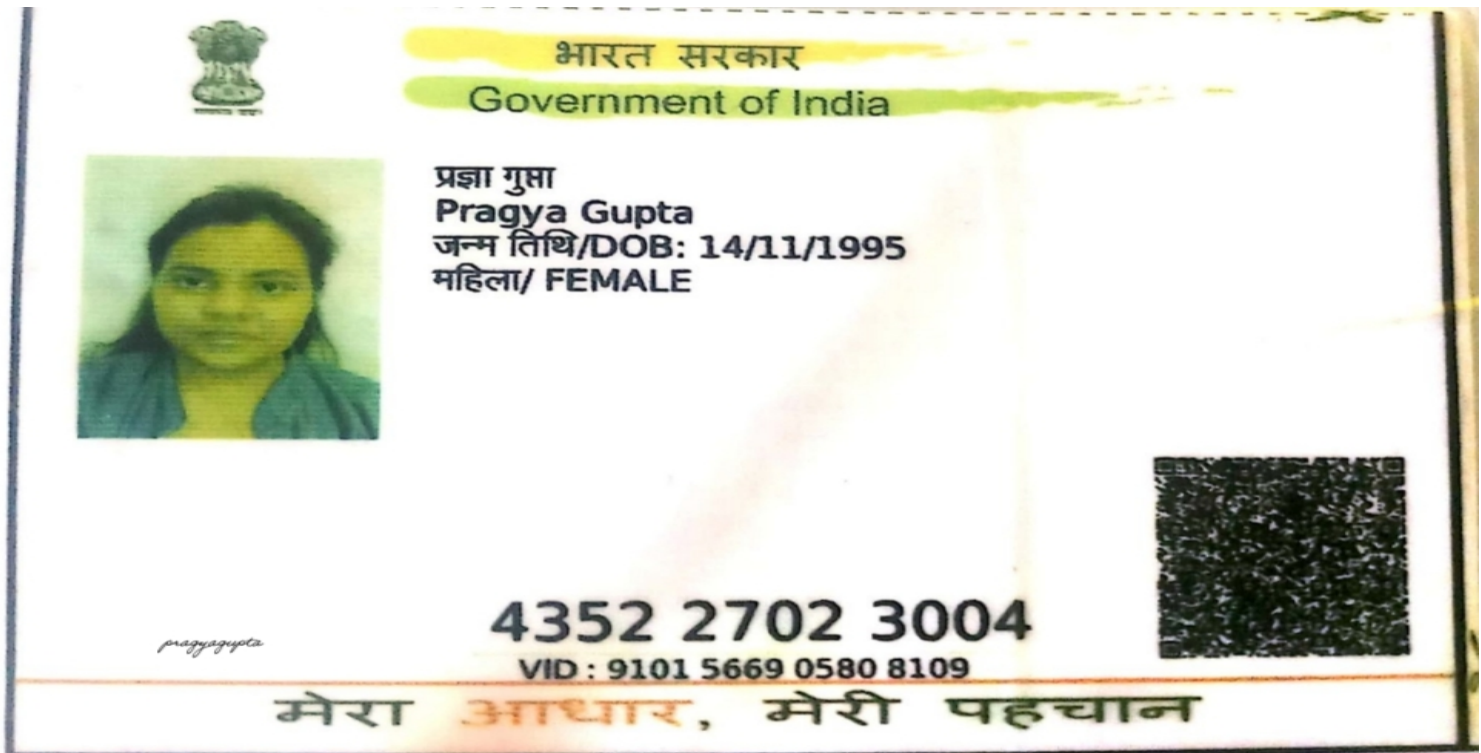 भारत सरकार
Government of India
प्रज्ञा गुप्ता
Pragya Gupta
जन्म तिथि/DOB: 14/11/1995
महिला/ FEMALE
4352 2702 3004
pragyagupta
VID : 9101 5669 0580 8109
मेरा आधार, मेरी पहचान